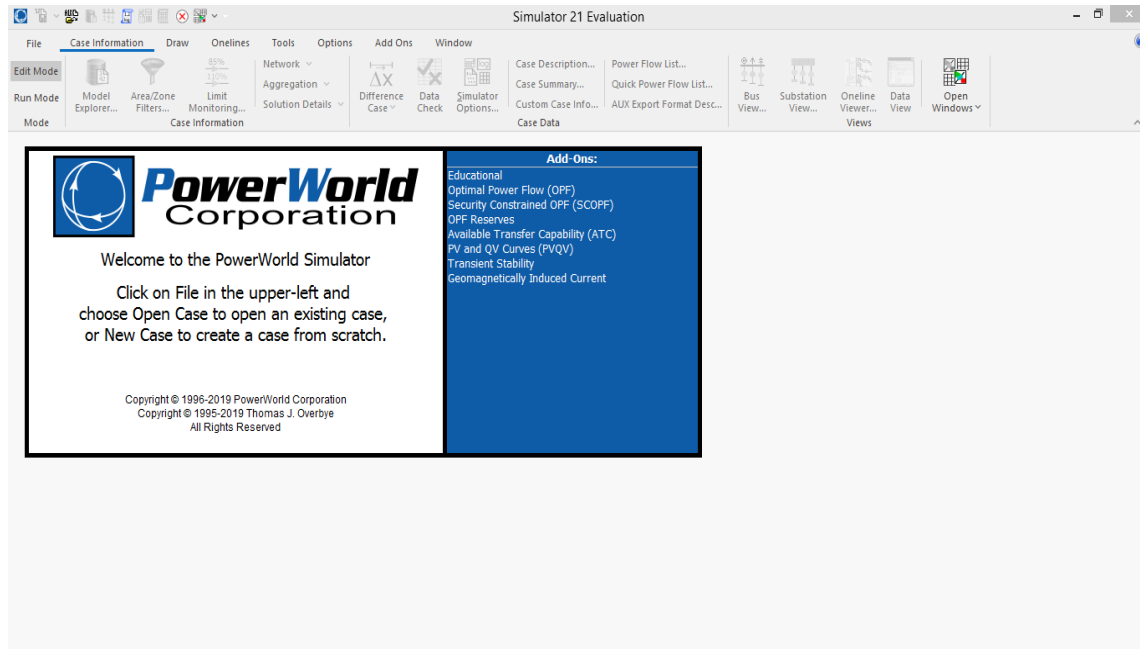 Simulator 21 Evaluation
File Case Information Draw Onelines Tools Options Add Ons Window
Edit Mode
Run Mode
Mode
Model
Explorer...
Area/Zone
Filters...
85%
110%
Limit
Monitoring...
Case Information
Network
Aggregation
Solution Details
ΔX
Difference
Case
Data
Check
Simulator
Options...
Case Description...
Case Summary...
Custom Case Info...
Power Flow List...
Quick Power Flow List...
AUX Export Format Desc...
Case Data
Bus
View...
Substation
View...
Oneline
Viewer...
Data
View
Open
Windows
Views
PowerWorld
Corporation
Welcome to the PowerWorld Simulator
Click on File in the upper-left and
choose Open Case to open an existing case,
or New Case to create a case from scratch.
Copyright © 1996-2019 PowerWorld Corporation
Copyright © 1995-2019 Thomas J. Overbye
All Rights Reserved
Add-Ons:
Educational
Optimal Power Flow (OPF)
Security Constrained OPF (SCOPF)
OPF Reserves
Available Transfer Capability (ATC)
PV and QV Curves (PVQV)
Transient Stability
Geomagnetically Induced Current